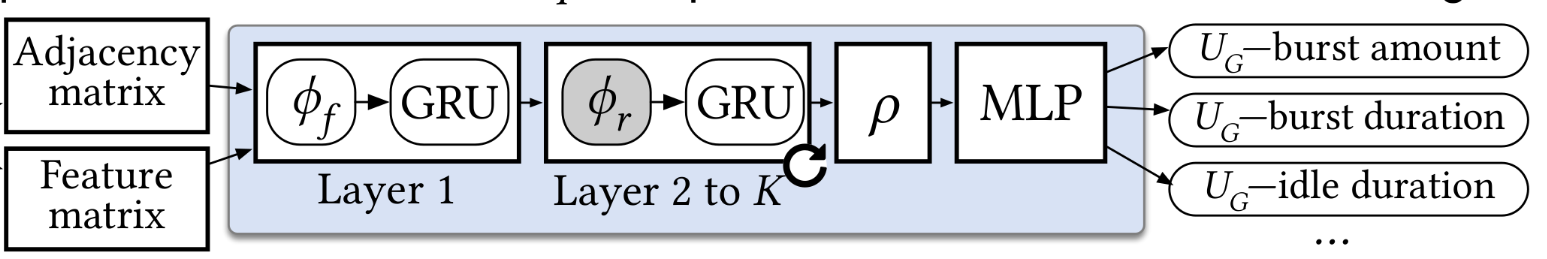 Adjacency
matrix
Feature
matrix
ϕf
GRU
Layer 1
ϕr
GRU
Layer 2 to K
ρ
MLP
UG–burst amount
UG–burst duration
UG–idle duration
...